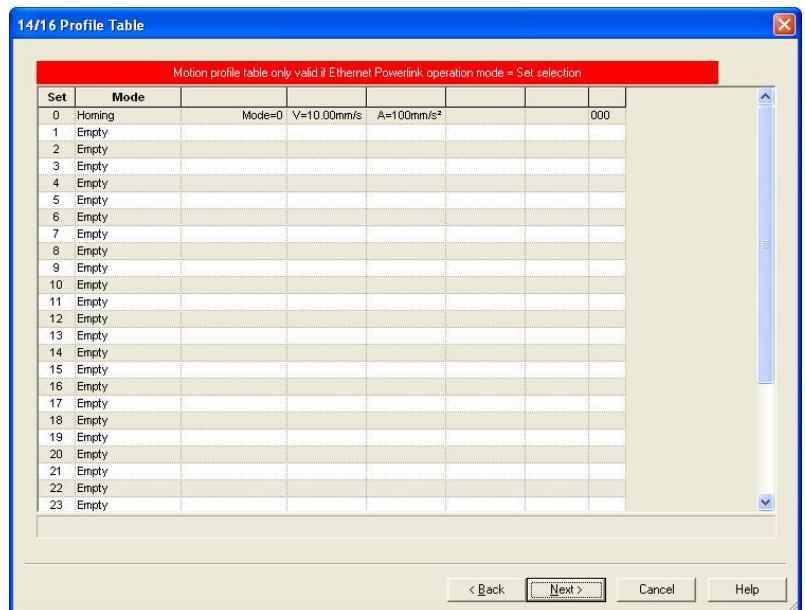 14/16 Profile Table
Motion profile table only valid if Ethernet Powerlink operation mode = Set selection
Set Mode
0 Homing Mode=0 V=10.00mm/s A=100mm/s² 000
1 Empty
2 Empty
3 Empty
4 Empty
5 Empty
6 Empty
7 Empty
8 Empty
9 Empty
10 Empty
11 Empty
12 Empty
13 Empty
14 Empty
15 Empty
16 Empty
17 Empty
18 Empty
19 Empty
20 Empty
21 Empty
22 Empty
23 Empty
< Back Next > Cancel Help